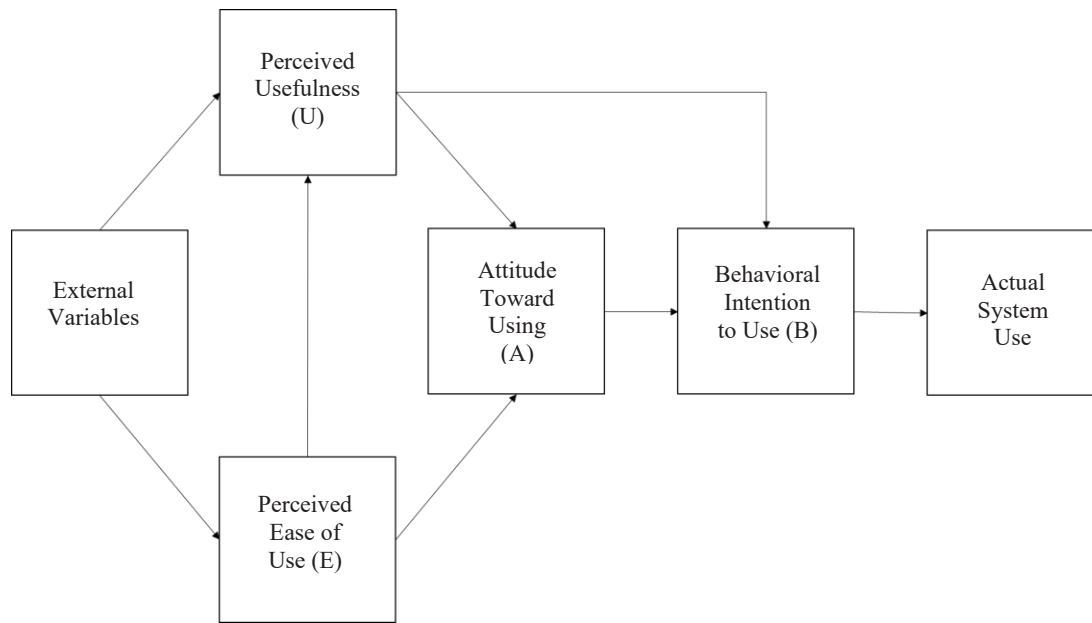 Perceived
Usefulness
(U)
External
Variables
Attitude
Toward
Using
(A)
Behavioral
Intention
to Use (B)
Actual
System
Use
Perceived
Ease of
Use (E)